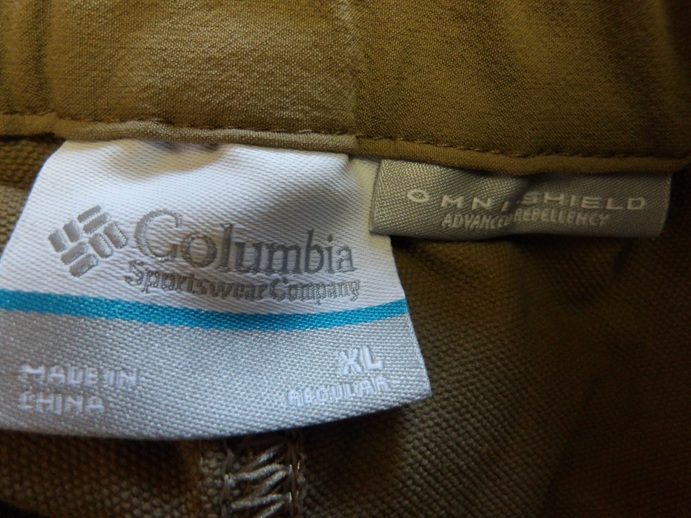 Columbia
Sportswear Company
XL
REGULAR
MADE IN
CHINA
OMNI-SHIELD
ADVANCED REPELLENCY